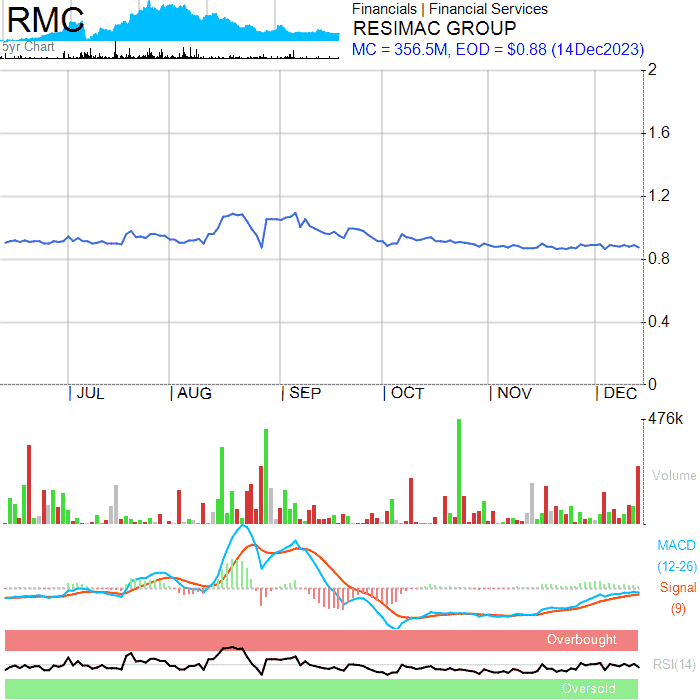 RMC
5yr Chart
Financials | Financial Services
RESIMAC GROUP
MC = 356.5M, EOD = $0.88 (14Dec2023)
2
1.6
1.2
0.8
0.4
0
| JUL | AUG | SEP | OCT | NOV | DEC
476k
Volume
MACD
(12-26)
Signal
(9)
Overbought
RSI(14)
Oversold